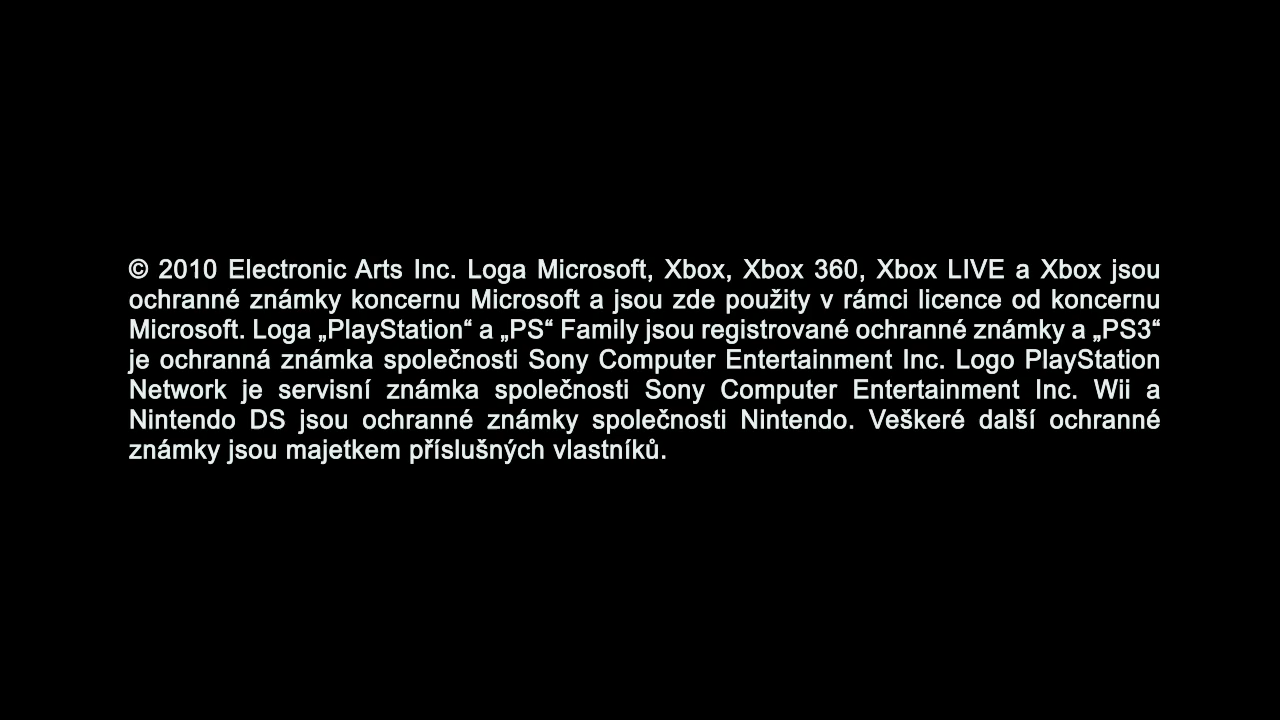 © 2010 Electronic Arts Inc. Loga Microsoft, Xbox, Xbox 360, Xbox LIVE a Xbox jsou
ochranné známky koncernu Microsoft a jsou zde použity v rámci licence od koncernu
Microsoft. Loga „PlayStation“ a „PS“ Family jsou registrované ochranné známky a „PS3“
je ochranná známka společnosti Sony Computer Entertainment Inc. Logo PlayStation
Network je servisní známka společnosti Sony Computer Entertainment Inc. Wii a
Nintendo DS jsou ochranné známky společnosti Nintendo. Veškeré další ochranné
známky jsou majetkem příslušných vlastníků.